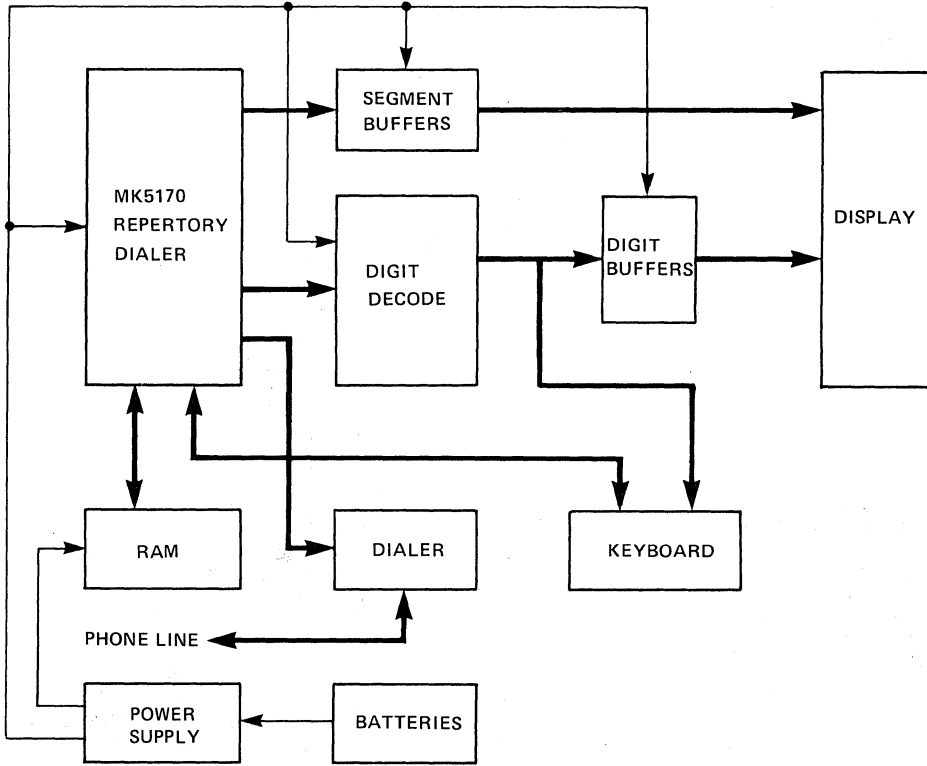 SEGMENT
BUFFERS
MK5170
REPERTORY
DIALER
DIGIT
DECODE
DIGIT
BUFFERS
DISPLAY
RAM
DIALER
KEYBOARD
PHONE LINE
POWER
SUPPLY
BATTERIES